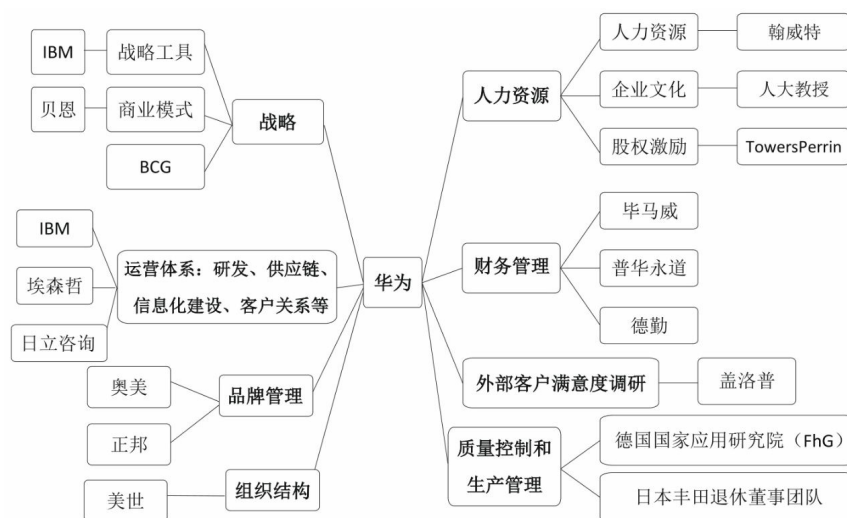 IBM
战略工具
贝恩
商业模式
BCG
战略
IBM
埃森哲
日立咨询
运营体系：研发、供应链、
信息化建设、客户关系等
奥美
正邦
品牌管理
美世
组织结构
华为
人力资源
人力资源
翰威特
企业文化
人大教授
股权激励
TowersPerrin
财务管理
毕马威
普华永道
德勤
外部客户满意度调研
盖洛普
质量控制和
生产管理
德国国家应用研究院（FhG）
日本丰田退休董事团队